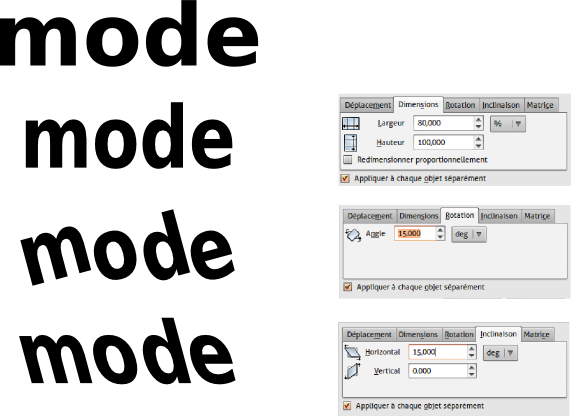 mode
mode
Déplacement Dimensions Rotation Inclinaison Matrice
Largeur 80,000 %
Hauteur 100,000
Redimensionner proportionnellement
Appliquer à chaque objet séparément
mode
Déplacement Dimensions Rotation Inclinaison Matrice
Angle 15,000 deg
Appliquer à chaque objet séparément
mode
Déplacement Dimensions Rotation Inclinaison Matrice
Horizontal 15,000 deg
Vertical 0.000
Appliquer à chaque objet séparément